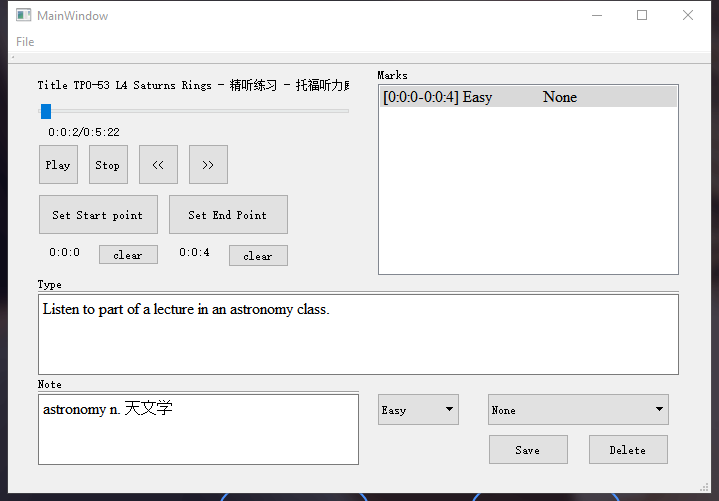 MainWindow
File
Title TPO-53 L4 Saturns Rings - 精听练习 - 托福听力
0:0:2/0:5:22
Play Stop << >>
Set Start point Set End Point
0:0:0 clear 0:0:4 clear
Marks
[0:0:0-0:0:4] Easy None
Type
Listen to part of a lecture in an astronomy class.
Note
astronomy n. 天文学
Easy None
Save Delete